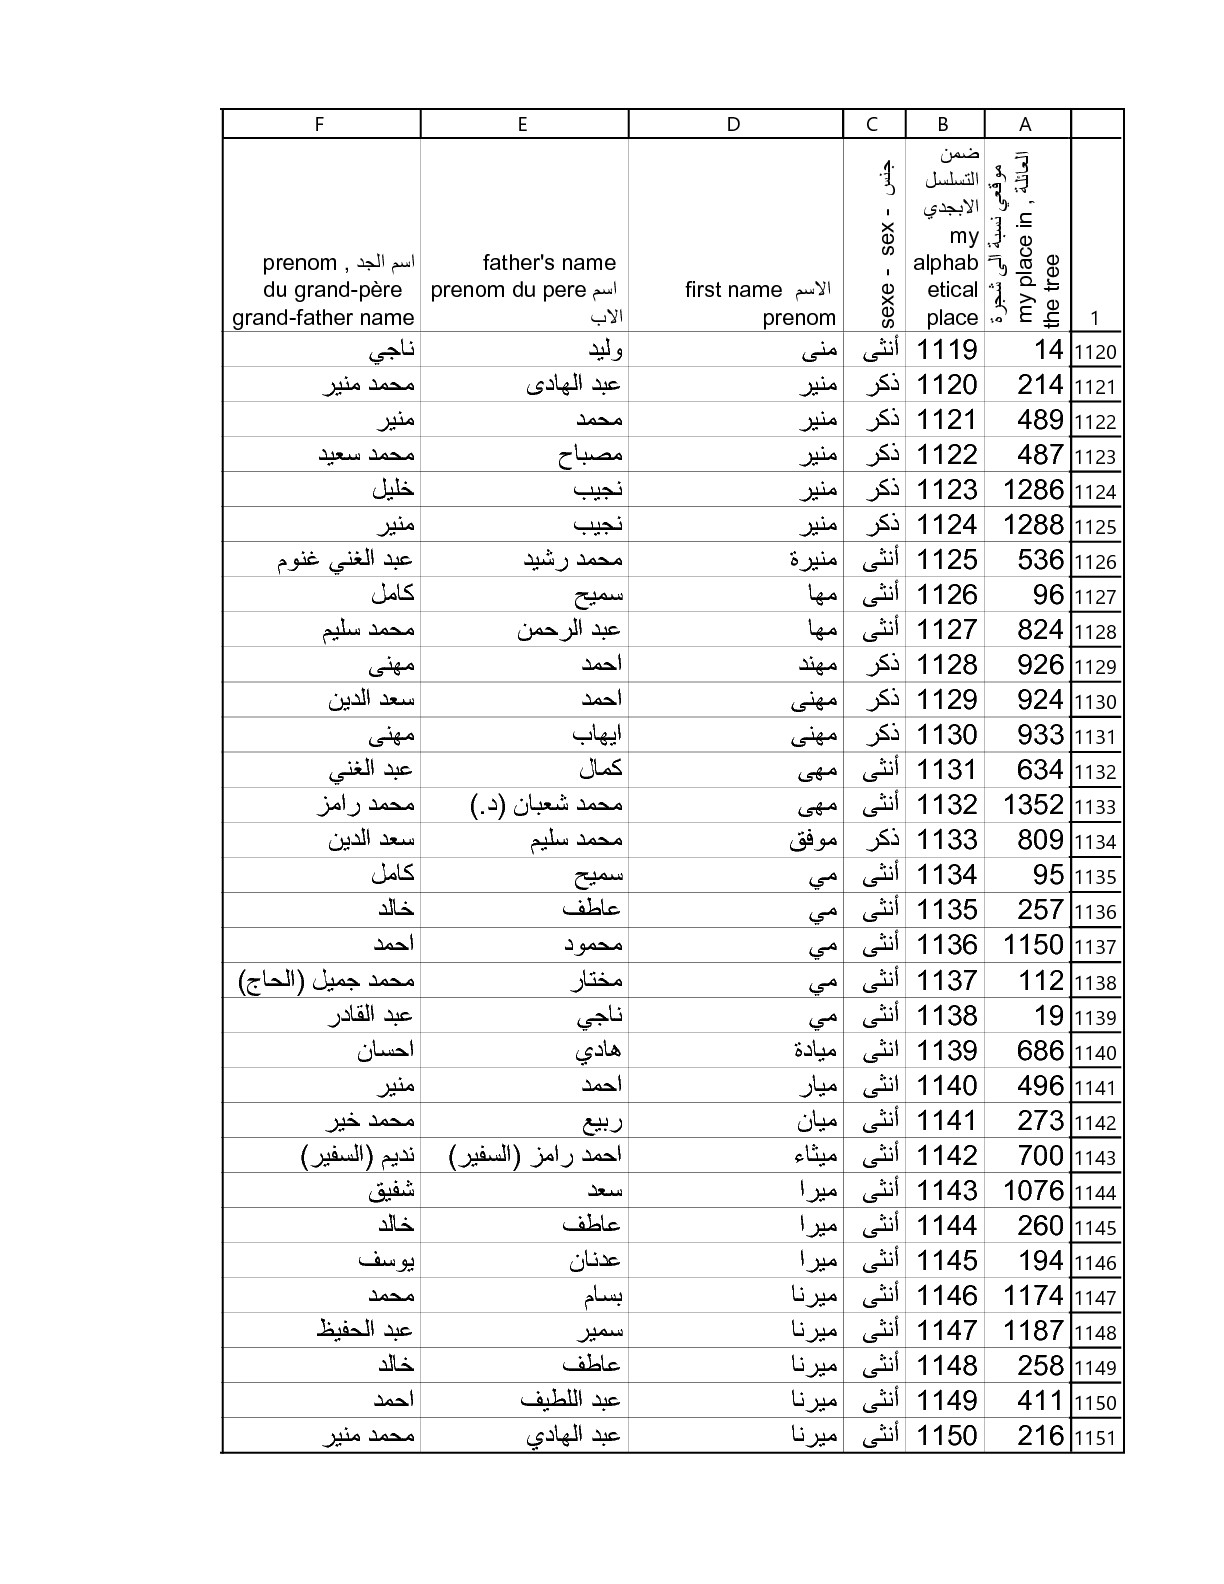 A B C D E F
1 | موقعي نسبة الى شجرة العائلة , my place in the tree | ضمن التسلسل الابجدي my alphabetical place | sexe - sex - جنس | first name الاسم prenom | father's name prenom du pere اسم الاب | prenom , اسم الجد du grand-père grand-father name
1120 14 1119 أنثى منى وليد ناجي
1121 214 1120 ذكر منير عبد الهادى محمد منير
1122 489 1121 ذكر منير محمد منير
1123 487 1122 ذكر منير مصباح محمد سعيد
1124 1286 1123 ذكر منير نجيب خليل
1125 1288 1124 ذكر منير نجيب منير
1126 536 1125 أنثى منيرة محمد رشيد عبد الغني غنوم
1127 96 1126 أنثى مها سميح كامل
1128 824 1127 أنثى مها عبد الرحمن محمد سليم
1129 926 1128 ذكر مهند احمد مهنى
1130 924 1129 ذكر مهنى احمد سعد الدين
1131 933 1130 ذكر مهنى ايهاب مهنى
1132 634 1131 أنثى مهى كمال عبد الغني
1133 1352 1132 أنثى مهى محمد شعبان (د.) محمد رامز
1134 809 1133 ذكر موفق محمد سليم سعد الدين
1135 95 1134 أنثى مي سميح كامل
1136 257 1135 أنثى مي عاطف خالد
1137 1150 1136 أنثى مي محمود احمد
1138 112 1137 أنثى مي مختار محمد جميل (الحاج)
1139 19 1138 أنثى مي ناجي عبد القادر
1140 686 1139 انثى ميادة هادي احسان
1141 496 1140 انثى ميار احمد منير
1142 273 1141 أنثى ميان ربيع محمد خير
1143 700 1142 أنثى ميثاء احمد رامز (السفير) نديم (السفير)
1144 1076 1143 أنثى ميرا سعد شفيق
1145 260 1144 أنثى ميرا عاطف خالد
1146 194 1145 أنثى ميرا عدنان يوسف
1147 1174 1146 أنثى ميرنا بسام محمد
1148 1187 1147 أنثى ميرنا سمير عبد الحفيظ
1149 258 1148 أنثى ميرنا عاطف خالد
1150 411 1149 أنثى ميرنا عبد اللطيف احمد
1151 216 1150 أنثى ميرنا عبد الهادي محمد منير